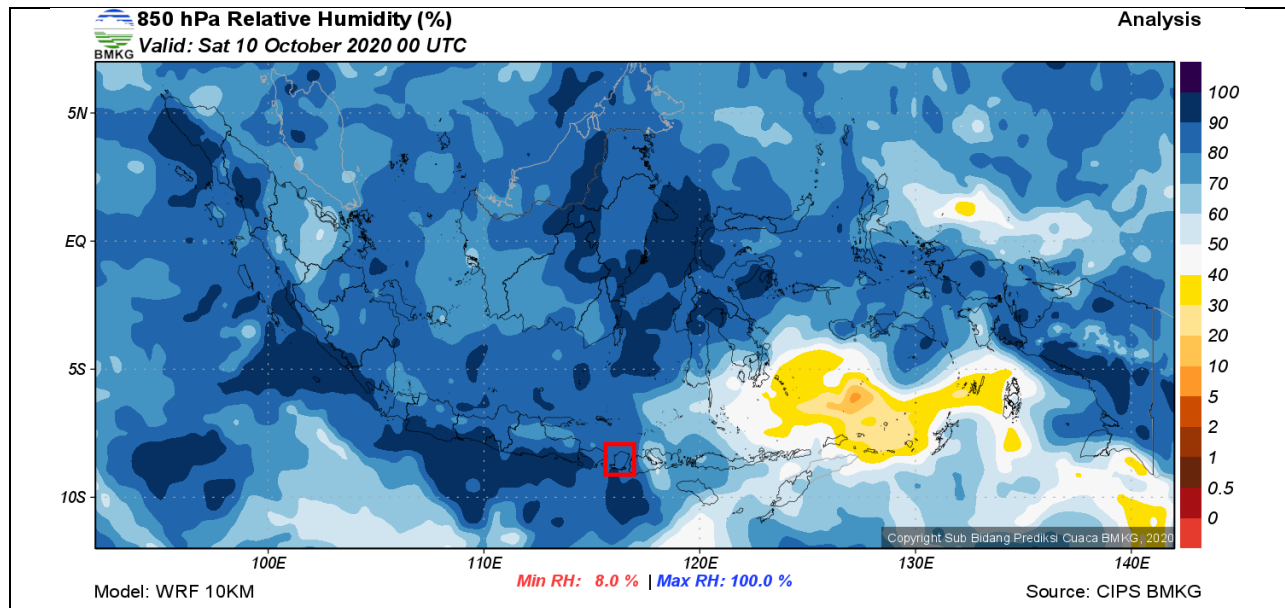 850 hPa Relative Humidity (%)
Analysis
BMKG
Valid: Sat 10 October 2020 00 UTC
5N
EQ
5S
10S
100E
110E
120E
130E
140E
100
90
80
70
60
50
40
30
20
10
5
2
1
0.5
0
Copyright Sub Bidang Prediksi Cuaca BMKG, 2020
Min RH: 8.0 % | Max RH: 100.0 %
Model: WRF 10KM
Source: CIPS BMKG